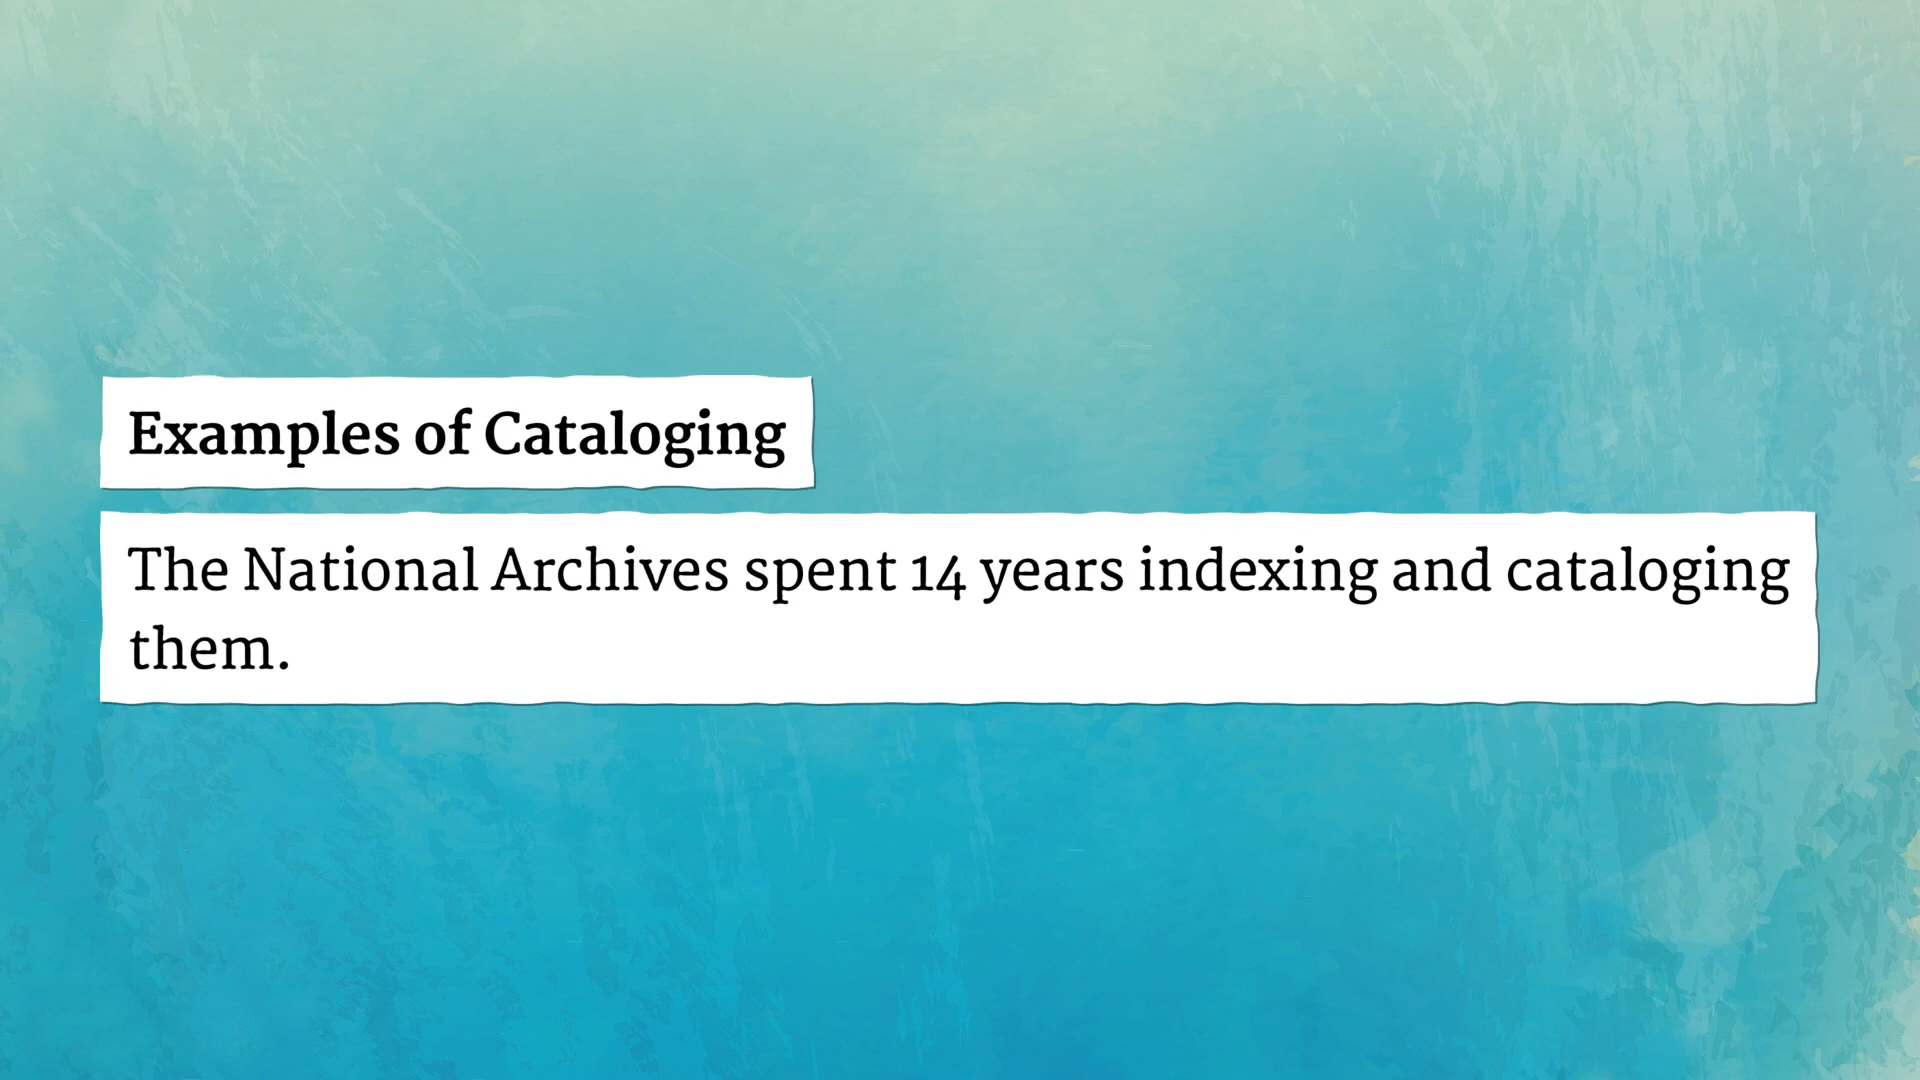 Examples of Cataloging
The National Archives spent 14 years indexing and cataloging
them.